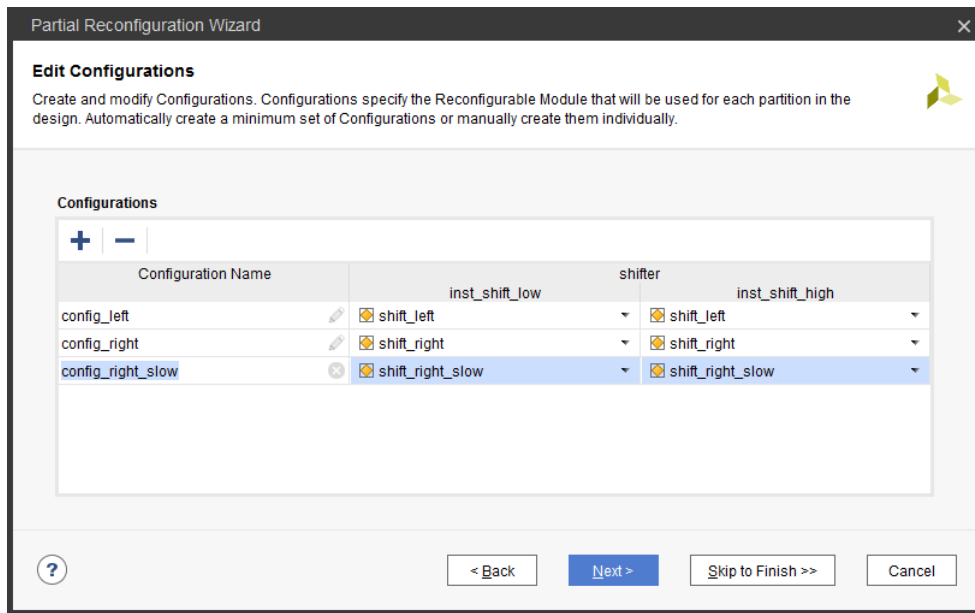 Partial Reconfiguration Wizard
Edit Configurations
Create and modify Configurations. Configurations specify the Reconfigurable Module that will be used for each partition in the
design. Automatically create a minimum set of Configurations or manually create them individually.
Configurations
Configuration Name shifter
inst_shift_low inst_shift_high
config_left shift_left shift_left
config_right shift_right shift_right
config_right_slow shift_right_slow shift_right_slow
? < Back Next > Skip to Finish >> Cancel